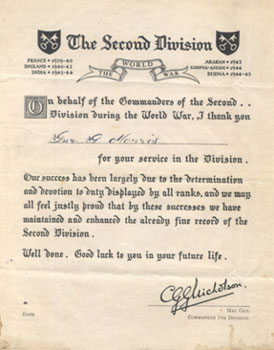 The Second Division
FRANCE • 1939-40
ENGLAND • 1940-42
INDIA • 1942-44
THE WORLD WAR
ARAKAN • 1943
KOHIMA-ASSAM • 1944
BURMA • 1944-45
On behalf of the Commanders of the Second . .
Division during the World War, I thank you
G. Morris
for your service in the Division.
Our success has been largely due to the determination
and devotion to duty displayed by all ranks, and we may
all feel justly proud that by these successes we have
maintained and enhanced the already fine record of the
Second Division.
Well done. Good luck to you in your future life.
CGGNicholson.
MAJ GEN.
COMMANDER 2ND DIVISION
DATE